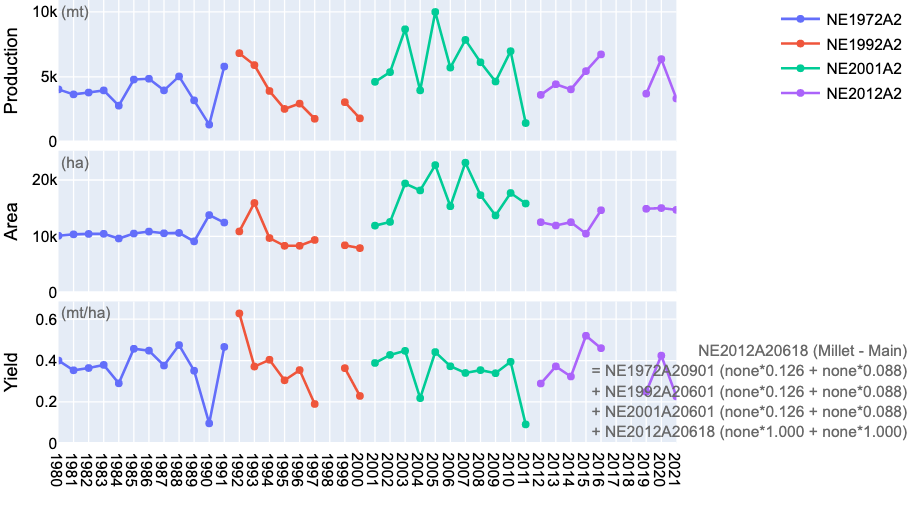 Production
10k
(mt)
5k
0
NE1972A2
NE1992A2
NE2001A2
NE2012A2
Area
(ha)
20k
10k
0
Yield
(mt/ha)
0.6
0.4
0.2
0
NE2012A20618 (Millet - Main)
= NE1972A20901 (none*0.126 + none*0.088)
+ NE1992A20601 (none*0.126 + none*0.088)
+ NE2001A20601 (none*0.126 + none*0.088)
+ NE2012A20618 (none*1.000 + none*1.000)
1980
1981
1982
1983
1984
1985
1986
1987
1988
1989
1990
1991
1992
1993
1994
1995
1996
1997
1998
1999
2000
2001
2002
2003
2004
2005
2006
2007
2008
2009
2010
2011
2012
2013
2014
2015
2016
2017
2018
2019
2020
2021